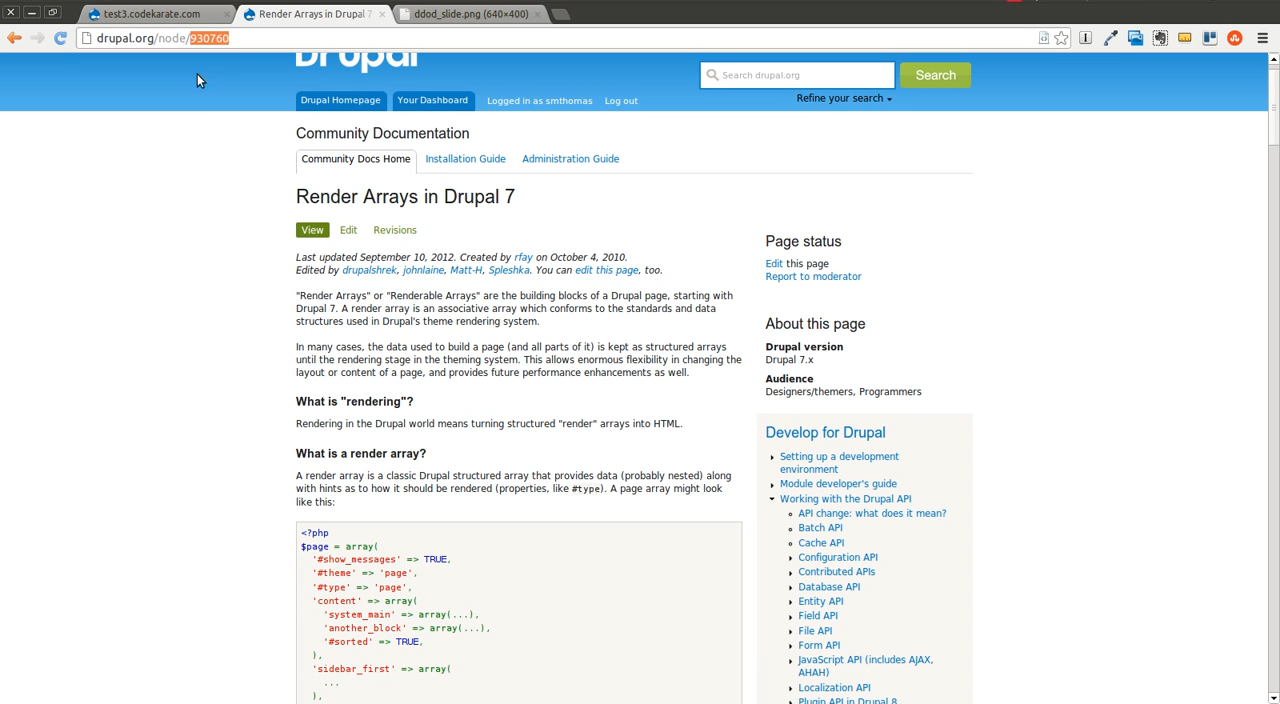 test3.codekarate.com
Render Arrays in Drupal 7
ddod_slide.png (640×400)
drupal.org/node/930760
Drupal
Search drupal.org
Search
Refine your search
Drupal Homepage
Your Dashboard
Logged in as smthomas
Log out
Community Documentation
Community Docs Home
Installation Guide
Administration Guide
Render Arrays in Drupal 7
View
Edit
Revisions
Last updated September 10, 2012. Created by rfay on October 4, 2010.
Edited by drupalshrek, johnlaine, Matt-H, Spleshka. You can edit this page, too.
"Render Arrays" or "Renderable Arrays" are the building blocks of a Drupal page, starting with
Drupal 7. A render array is an associative array which conforms to the standards and data
structures used in Drupal's theme rendering system.
In many cases, the data used to build a page (and all parts of it) is kept as structured arrays
until the rendering stage in the theming system. This allows enormous flexibility in changing the
layout or content of a page, and provides future performance enhancements as well.
What is "rendering"?
Rendering in the Drupal world means turning structured "render" arrays into HTML.
What is a render array?
A render array is a classic Drupal structured array that provides data (probably nested) along
with hints as to how it should be rendered (properties, like #type). A page array might look
like this:
<?php
$page = array(
'#show_messages' => TRUE,
'#theme' => 'page',
'#type' => 'page',
'content' => array(
'system_main' => array(...),
'another_block' => array(...),
'#sorted' => TRUE,
),
'sidebar_first' => array(
...
),
Page status
Edit this page
Report to moderator
About this page
Drupal version
Drupal 7.x
Audience
Designers/themers, Programmers
Develop for Drupal
Setting up a development
environment
Module developer's guide
Working with the Drupal API
API change: what does it mean?
Batch API
Cache API
Configuration API
Contributed APIs
Database API
Entity API
Field API
File API
Form API
JavaScript API (includes AJAX,
AHAH)
Localization API
Plugin API in Drupal 8